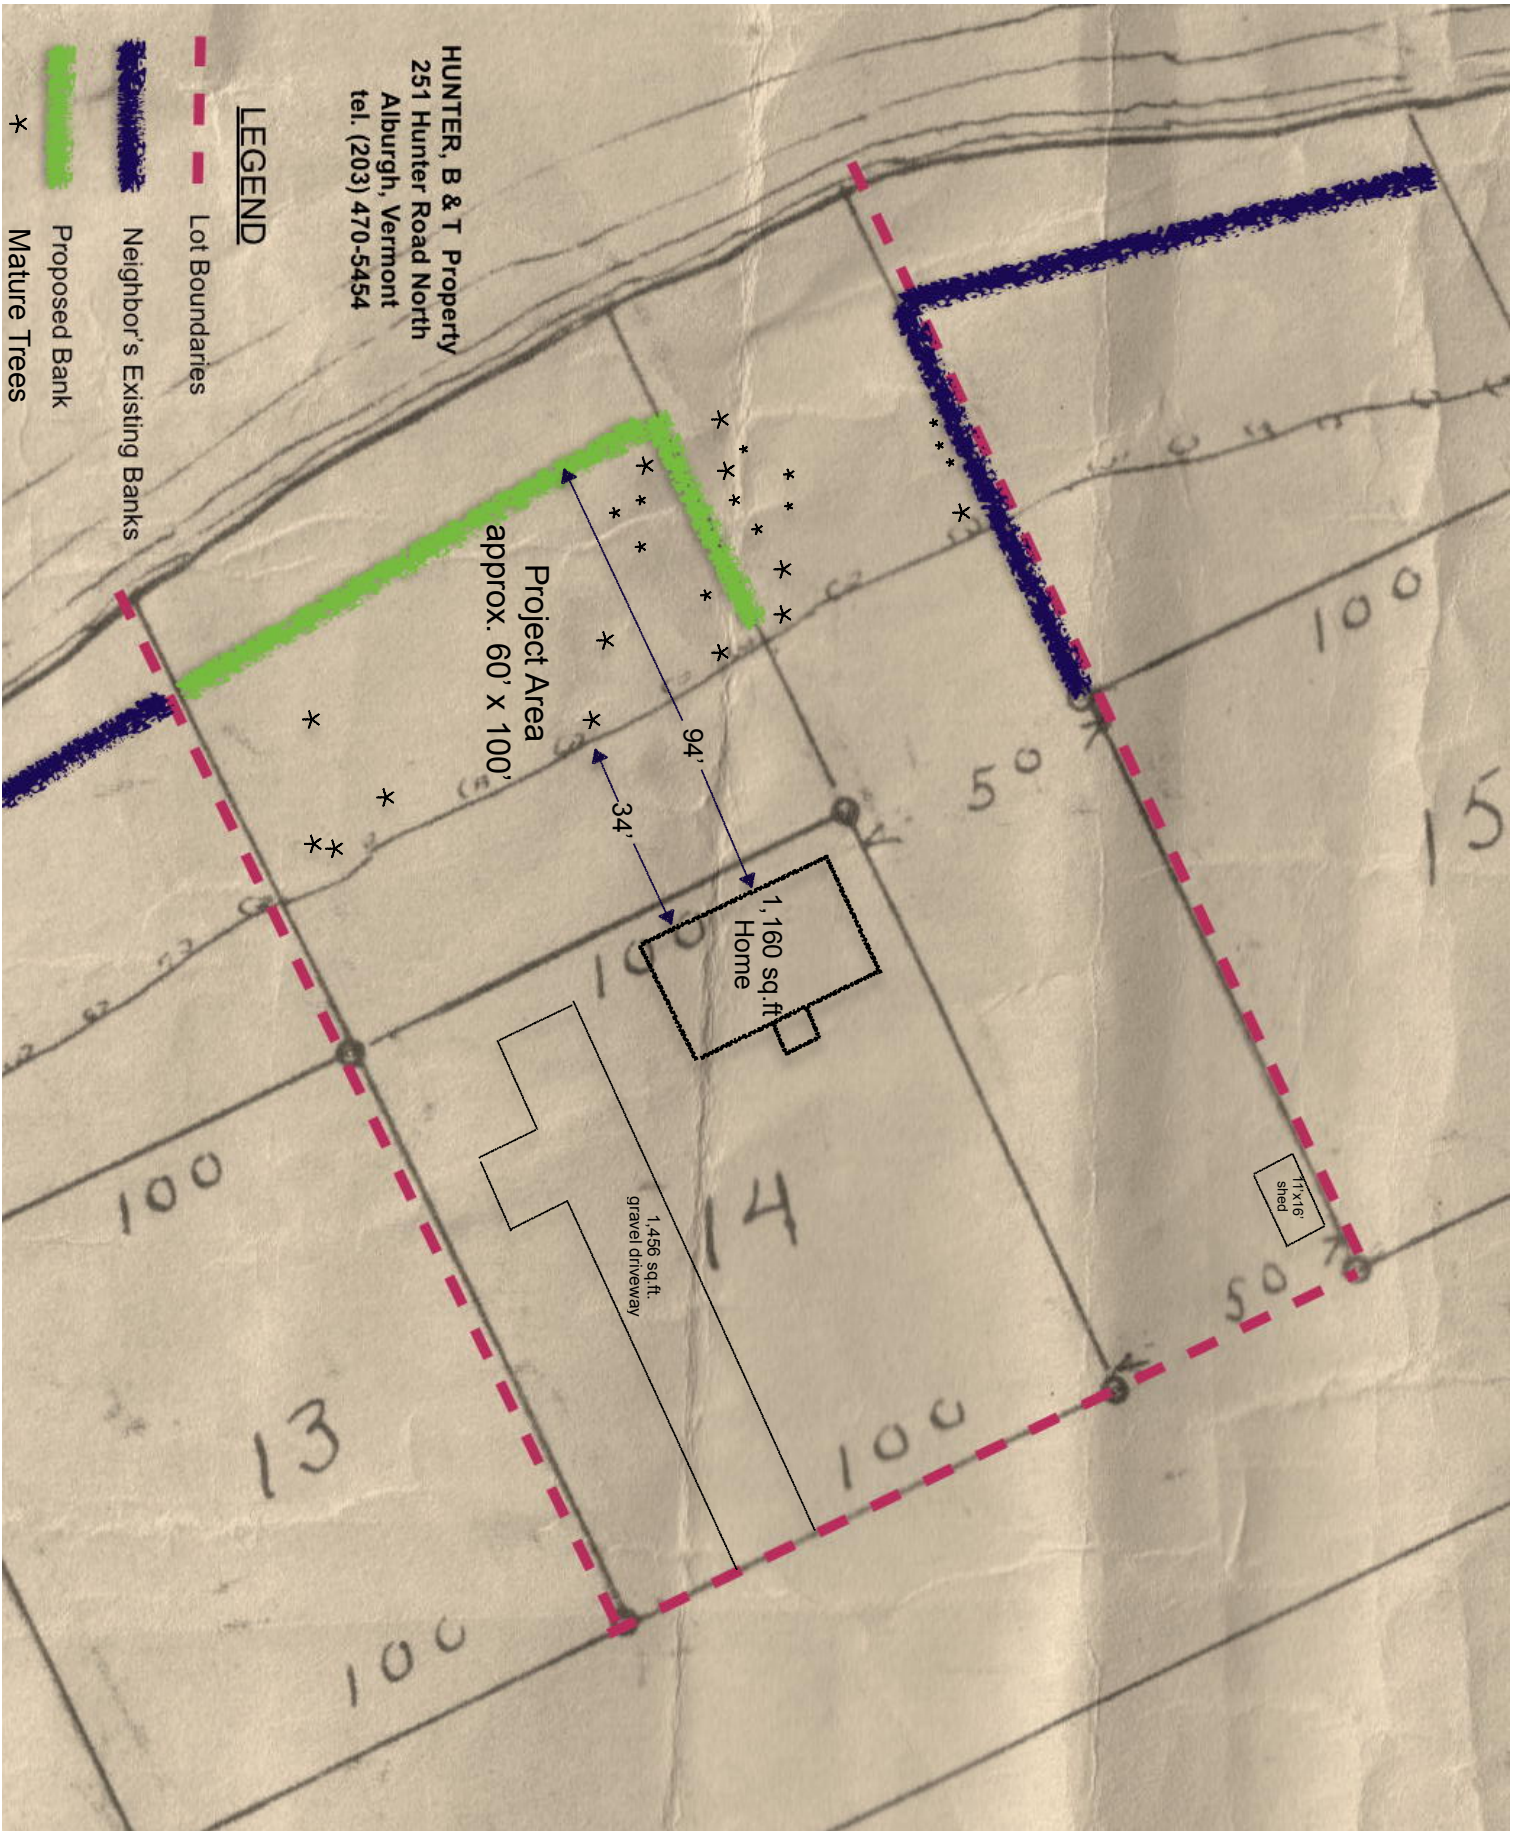 HUNTER, B & T Property
251 Hunter Road North
Alburgh, Vermont
tel. (203) 470-5454
LEGEND
Lot Boundaries
Neighbor's Existing Banks
Proposed Bank
* Mature Trees
Project Area
approx. 60' x 100'
94'
34'
1,160 sq.ft
Home
1,456 sq.ft.
gravel driveway
11'x16'
shed
100
50
15
100
14
50
100
100
13
100